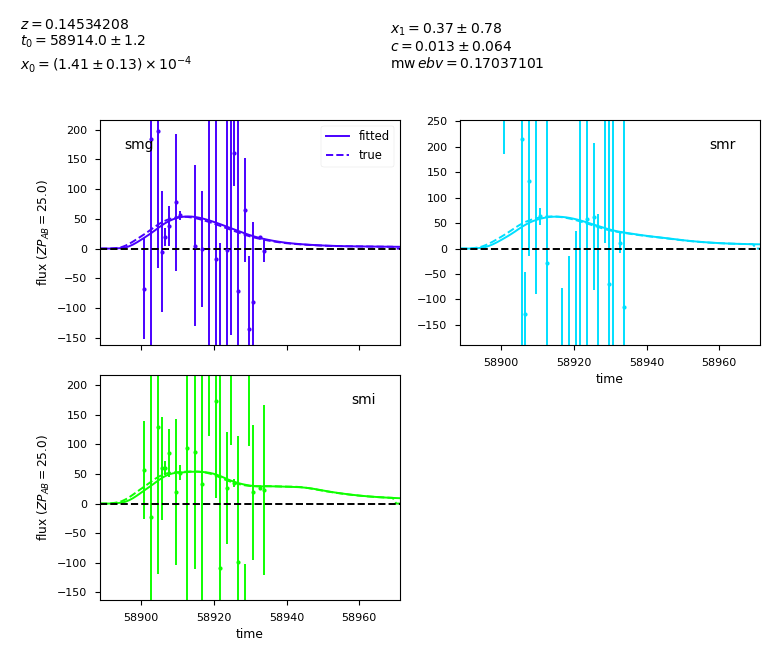 z = 0.14534208
t₀ = 58914.0 ± 1.2
x₀ = (1.41 ± 0.13) × 10⁻⁴
x₁ = 0.37 ± 0.78
c = 0.013 ± 0.064
mwebv = 0.17037101
smg
fitted
true
200
150
100
50
0
−50
−100
−150
flux (ZP_AB = 25.0)
smr
250
200
150
100
50
0
−50
−100
−150
58900
58920
58940
58960
time
smi
200
150
100
50
0
−50
−100
−150
flux (ZP_AB = 25.0)
58900
58920
58940
58960
time